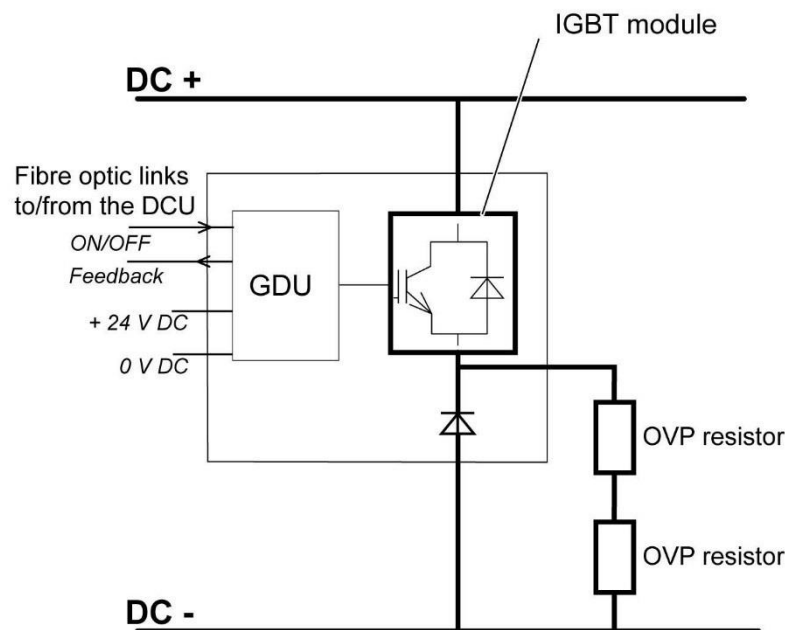 IGBT module
DC +
Fibre optic links
to/from the DCU
ON/OFF
Feedback
GDU
+ 24 V DC
0 V DC
OVP resistor
OVP resistor
DC -